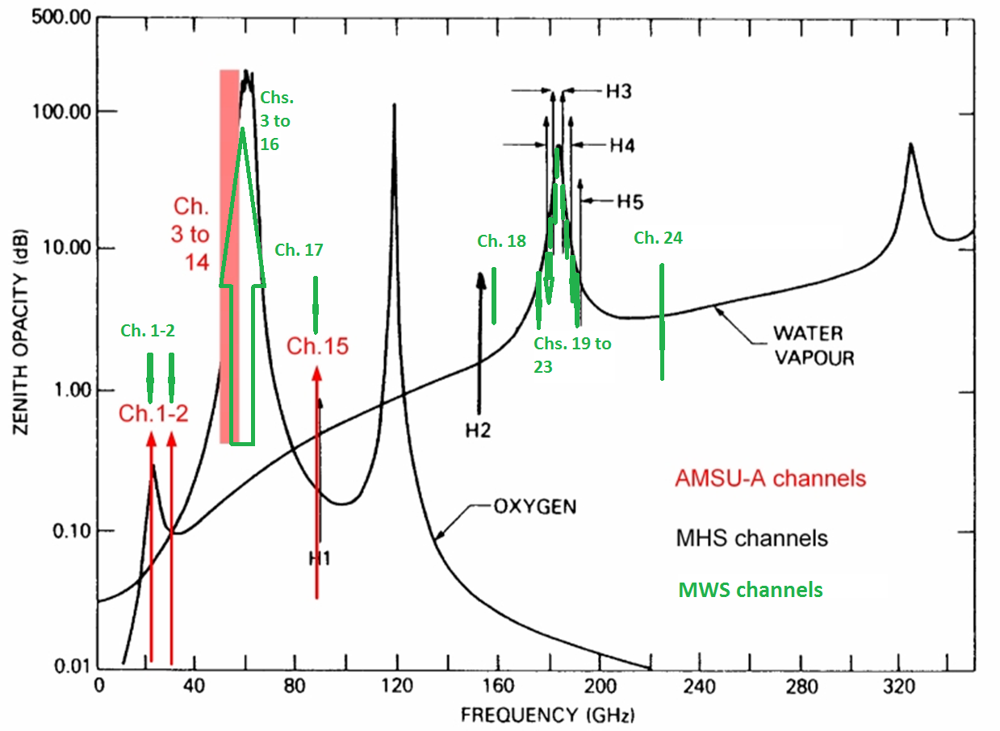 500.00
100.00
10.00
1.00
0.10
0.01
ZENITH OPACITY (dB)
Chs.
3 to
16
Ch.
3 to
14
Ch. 17
Ch. 1-2
Ch.1-2
Ch.15
H1
H2
Ch. 18
H3
H4
H5
Chs. 19 to
23
Ch. 24
WATER
VAPOUR
OXYGEN
AMSU-A channels
MHS channels
MWS channels
0 40 80 120 160 200 240 280 320
FREQUENCY (GHz)